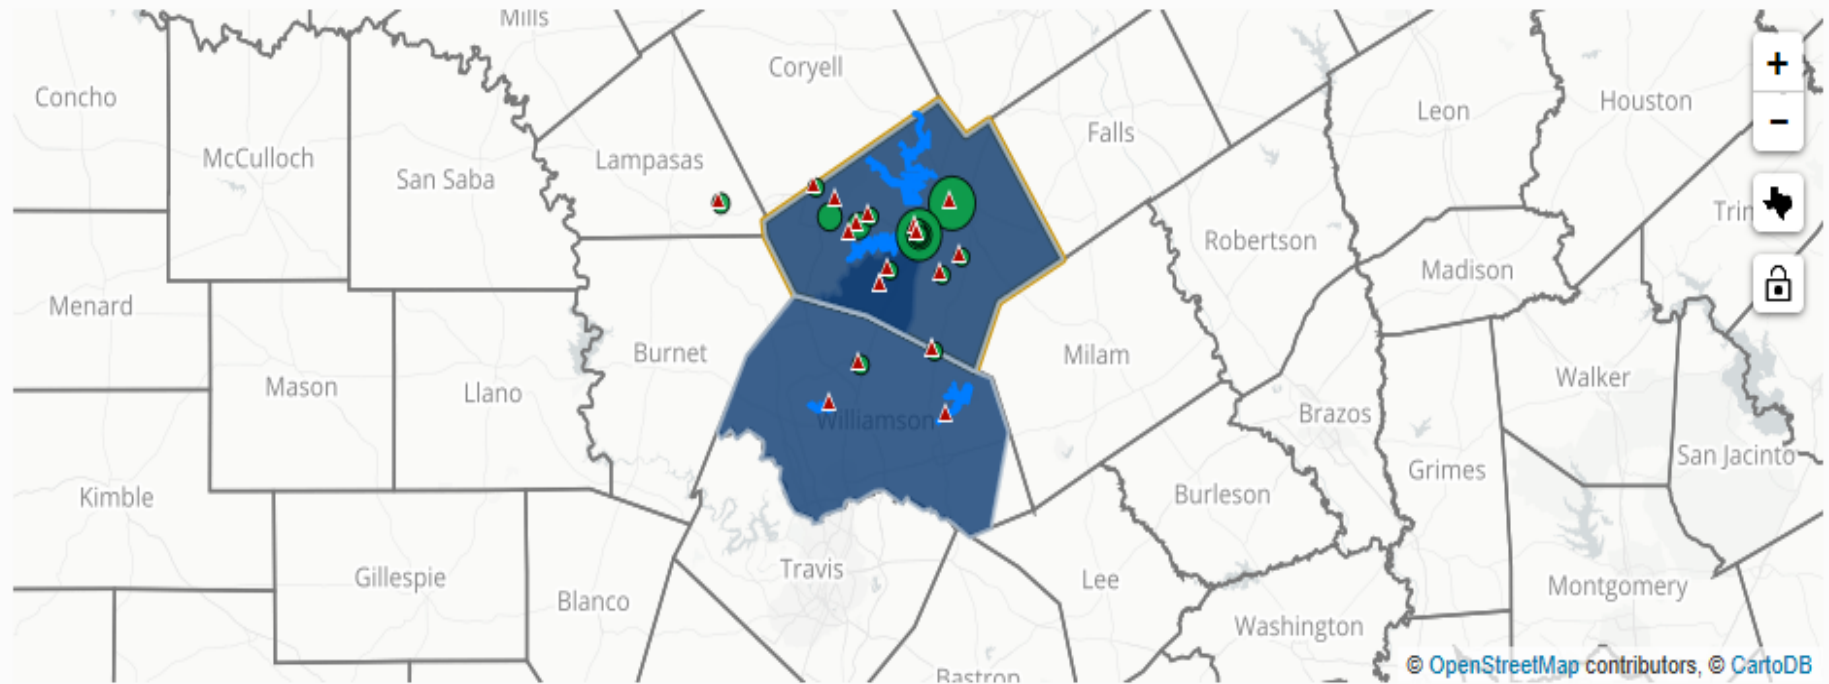 Mills
Coryell
Concho
Leon
Houston
Falls
McCulloch
Lampasas
San Saba
Trin
Robertson
Madison
Menard
Burnet
Milam
Mason
Llano
Walker
Williamson
Brazos
San Jacinto
Grimes
Kimble
Burleson
Travis
Gillespie
Lee
Montgomery
Blanco
Washington
Bastrop
+
−
© OpenStreetMap contributors, © CartoDB